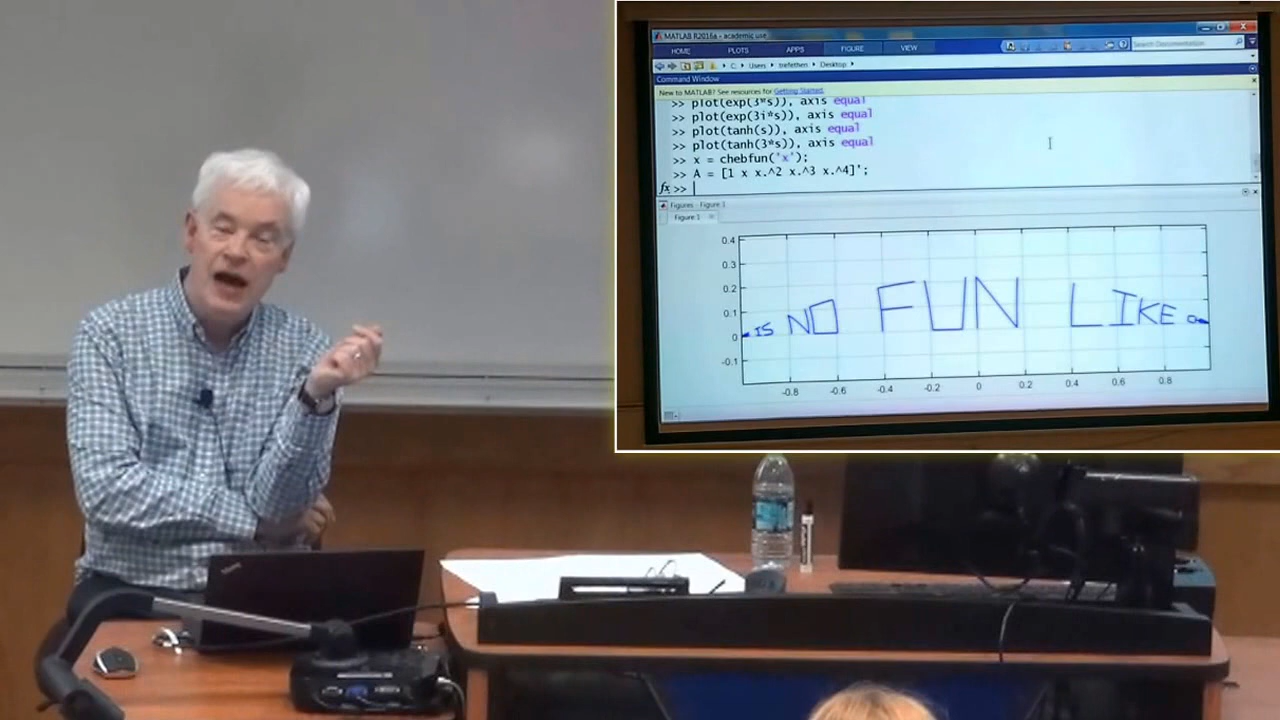 MATLAB R2016a - academic use
HOME PLOTS APPS FIGURE VIEW Search Documentation
C: Users trefethen Desktop
Command Window
New to MATLAB? See resources for Getting Started.
>> plot(exp(3*s)), axis equal
>> plot(exp(3i*s)), axis equal
>> plot(tanh(s)), axis equal
>> plot(tanh(3*s)), axis equal
>> x = chebfun('x');
>> A = [1 x x.^2 x.^3 x.^4]';
fx >>
Figures - Figure 1
Figure 1
0.4
0.3
0.2
0.1
0
-0.1
IS NO FUN LIKE
-0.8 -0.6 -0.4 -0.2 0 0.2 0.4 0.6 0.8
ThinkPad